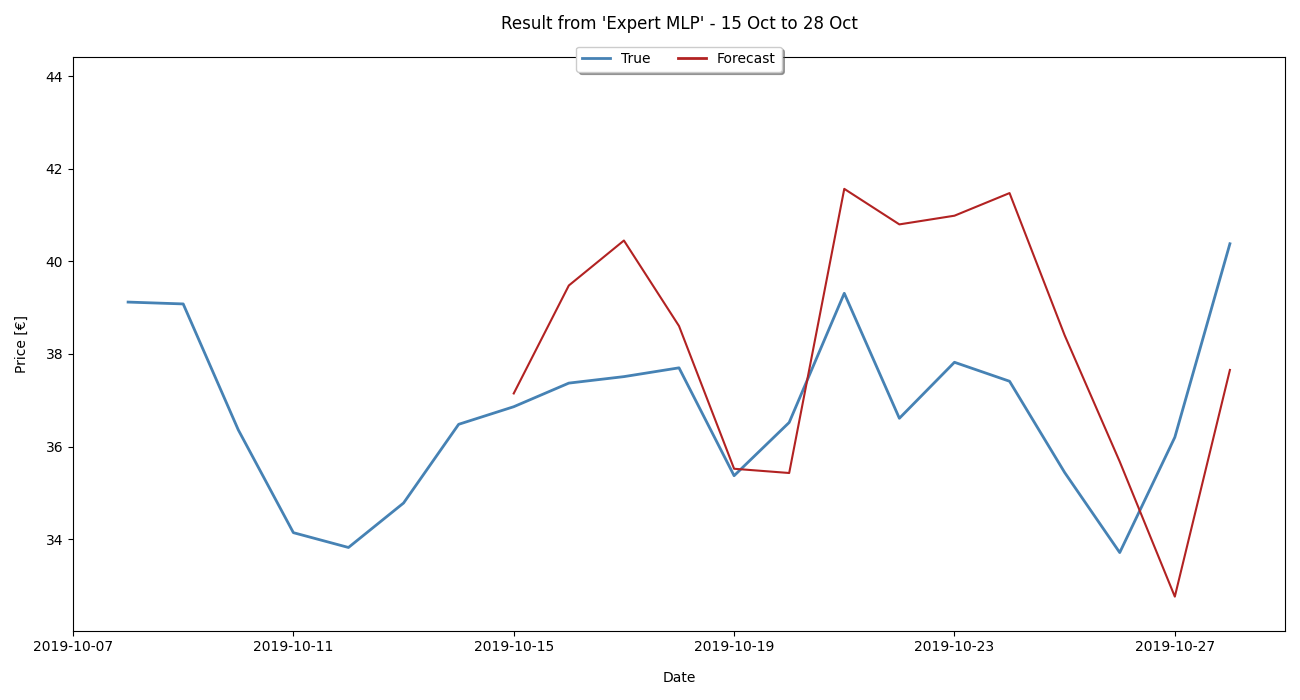 Result from 'Expert MLP' - 15 Oct to 28 Oct
True Forecast
44
42
40
38
36
34
Price [€]
2019-10-07 2019-10-11 2019-10-15 2019-10-19 2019-10-23 2019-10-27
Date